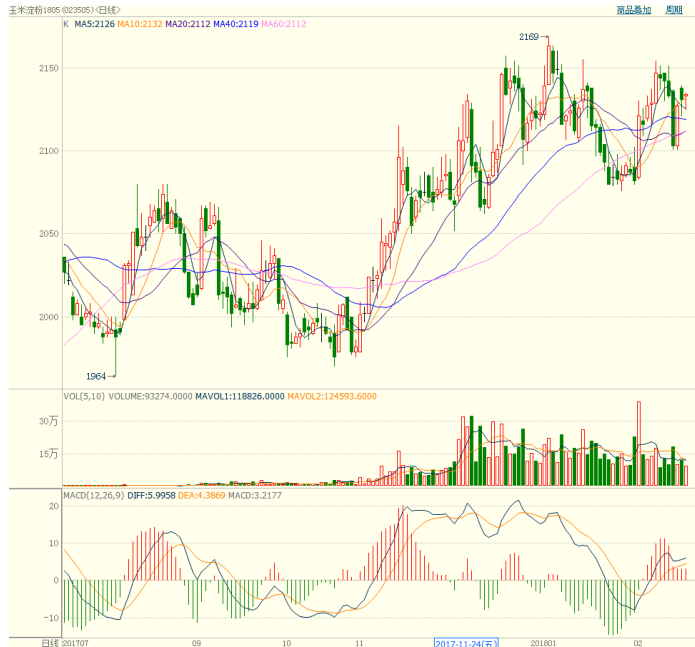 玉米淀粉1805 (023505)<日线> 商品叠加 周期
K MA5:2126 MA10:2132 MA20:2112 MA40:2119 MA60:2112
2169
2150
2100
2050
2000
1964
VOL(5,10) VOLUME:93274.0000 MAVOL1:118826.0000 MAVOL2:124593.6000
30万
15万
MACD(12,26,9) DIFF:5.9958 DEA:4.3869 MACD:3.2177
20
10
0
-10
日线 201707 09 10 11 2017-11-24(五) 201801 02